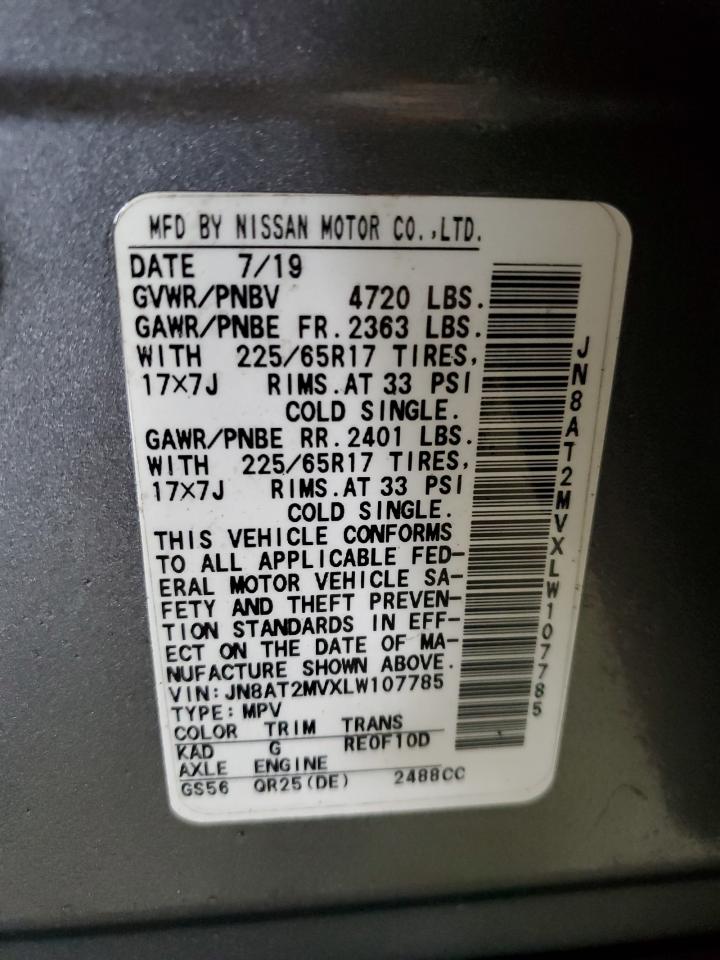 MFD BY NISSAN MOTOR CO.,LTD.
DATE 7/19
GVWR/PNBV 4720 LBS.
GAWR/PNBE FR.2363 LBS.
WITH 225/65R17 TIRES,
17×7J RIMS.AT 33 PSI
COLD SINGLE.
GAWR/PNBE RR.2401 LBS.
WITH 225/65R17 TIRES,
17×7J RIMS.AT 33 PSI
COLD SINGLE.
THIS VEHICLE CONFORMS
TO ALL APPLICABLE FED-
ERAL MOTOR VEHICLE SA-
FETY AND THEFT PREVEN-
TION STANDARDS IN EFF-
ECT ON THE DATE OF MA-
NUFACTURE SHOWN ABOVE.
VIN:JN8AT2MVXLW107785
TYPE:MPV
COLOR TRIM TRANS
KAD G RE0F10D
AXLE ENGINE
GS56 QR25(DE) 2488CC
JN8AT2MVXLW107785